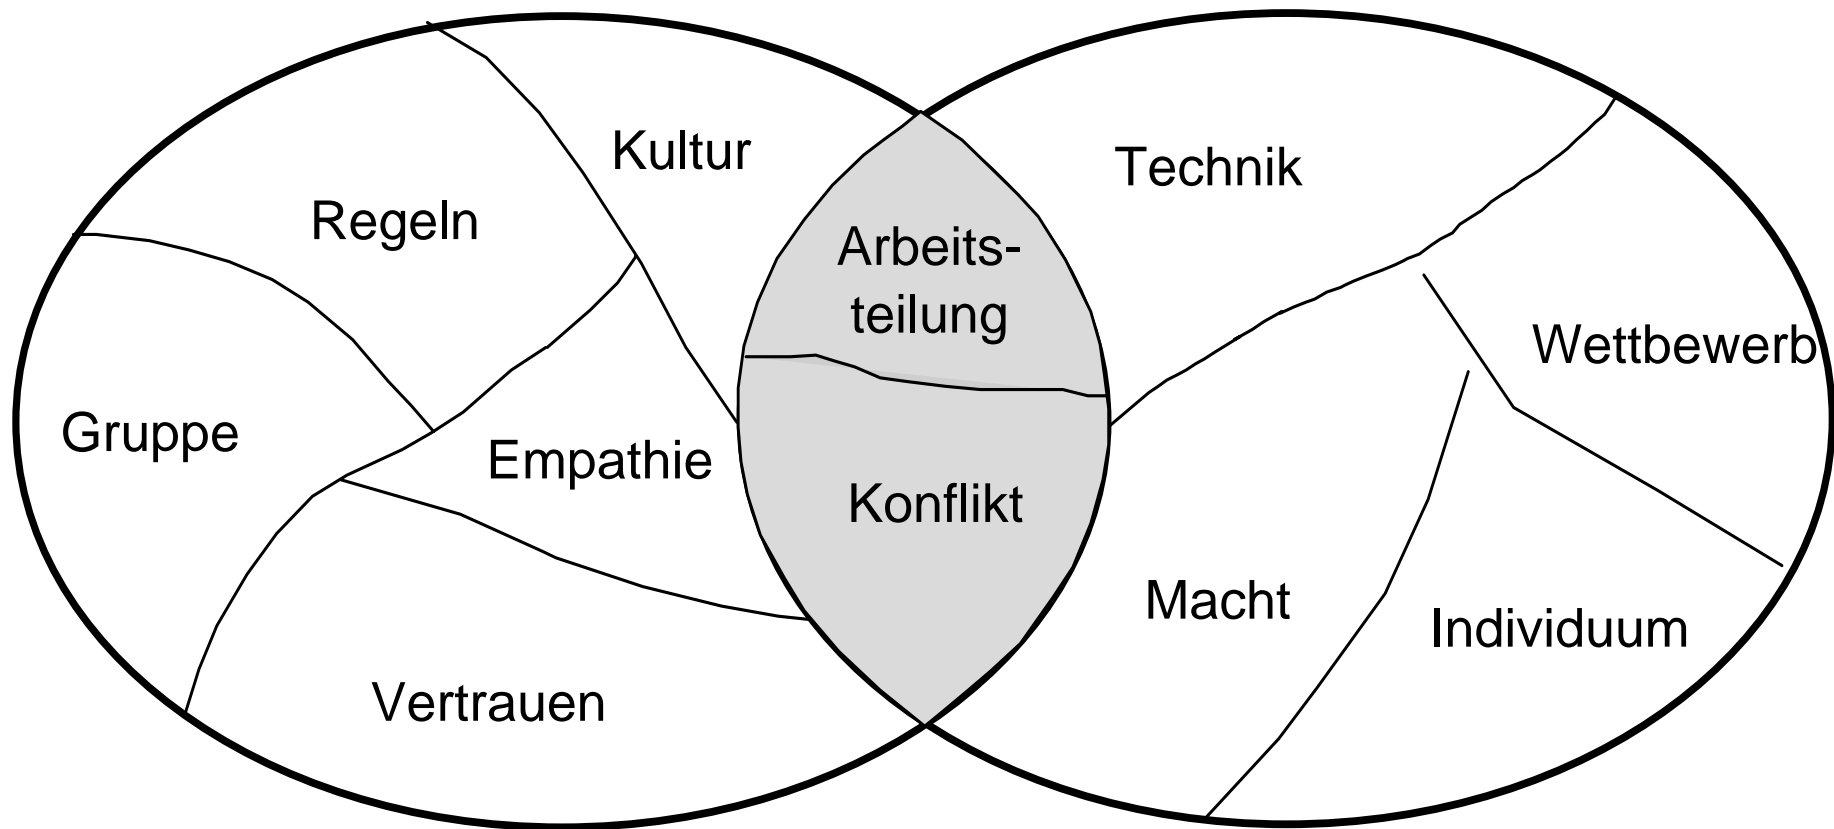 Kultur
Technik
Regeln
Arbeits-
teilung
Wettbewerb
Gruppe
Empathie
Konflikt
Macht
Individuum
Vertrauen